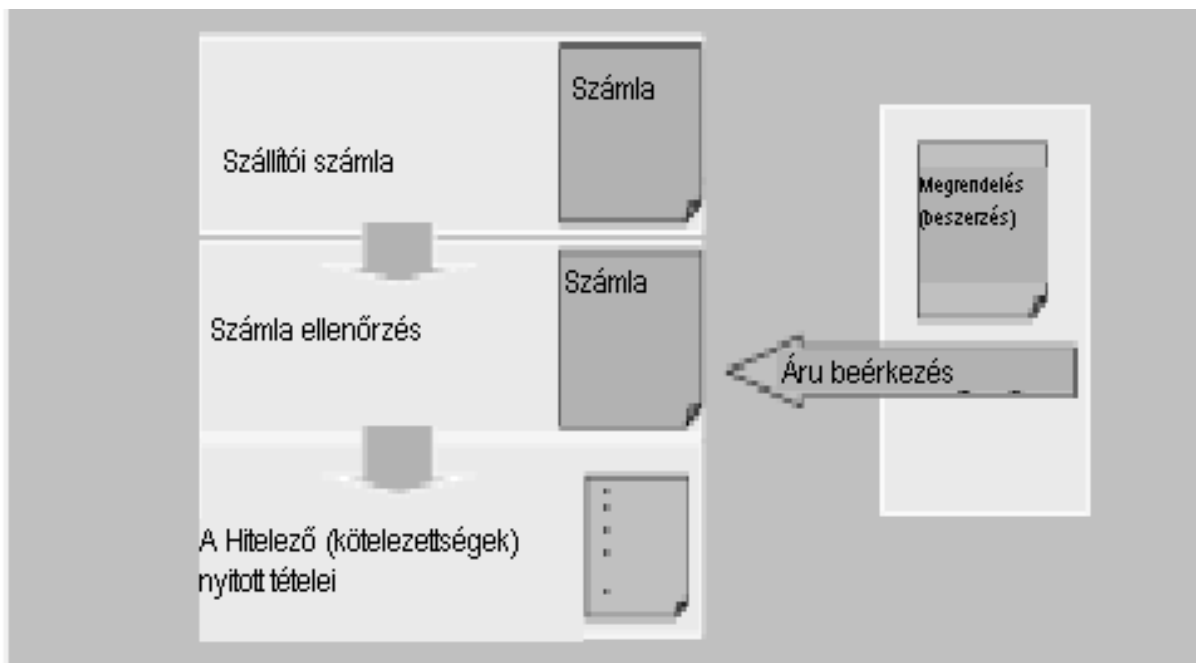 Számla
Szállítói számla
Számla
Számla ellenőrzés
A Hitelező (kötelezettségek)
nyitott tételei
Megrendelés
(beszerzés)
Áru beérkezés